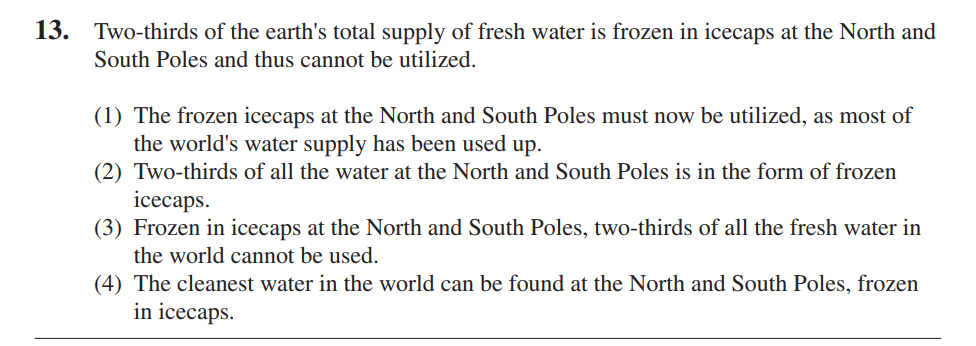 13. Two-thirds of the earth's total supply of fresh water is frozen in icecaps at the North and
South Poles and thus cannot be utilized.
(1) The frozen icecaps at the North and South Poles must now be utilized, as most of
the world's water supply has been used up.
(2) Two-thirds of all the water at the North and South Poles is in the form of frozen
icecaps.
(3) Frozen in icecaps at the North and South Poles, two-thirds of all the fresh water in
the world cannot be used.
(4) The cleanest water in the world can be found at the North and South Poles, frozen
in icecaps.